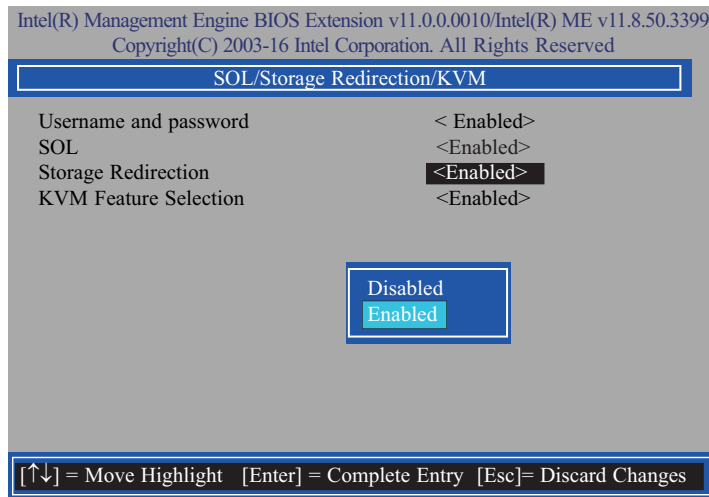 Intel(R) Management Engine BIOS Extension v11.0.0.0010/Intel(R) ME v11.8.50.3399
Copyright(C) 2003-16 Intel Corporation. All Rights Reserved
SOL/Storage Redirection/KVM
Username and password < Enabled>
SOL <Enabled>
Storage Redirection <Enabled>
KVM Feature Selection <Enabled>
Disabled
Enabled
[↑↓] = Move Highlight [Enter] = Complete Entry [Esc]= Discard Changes